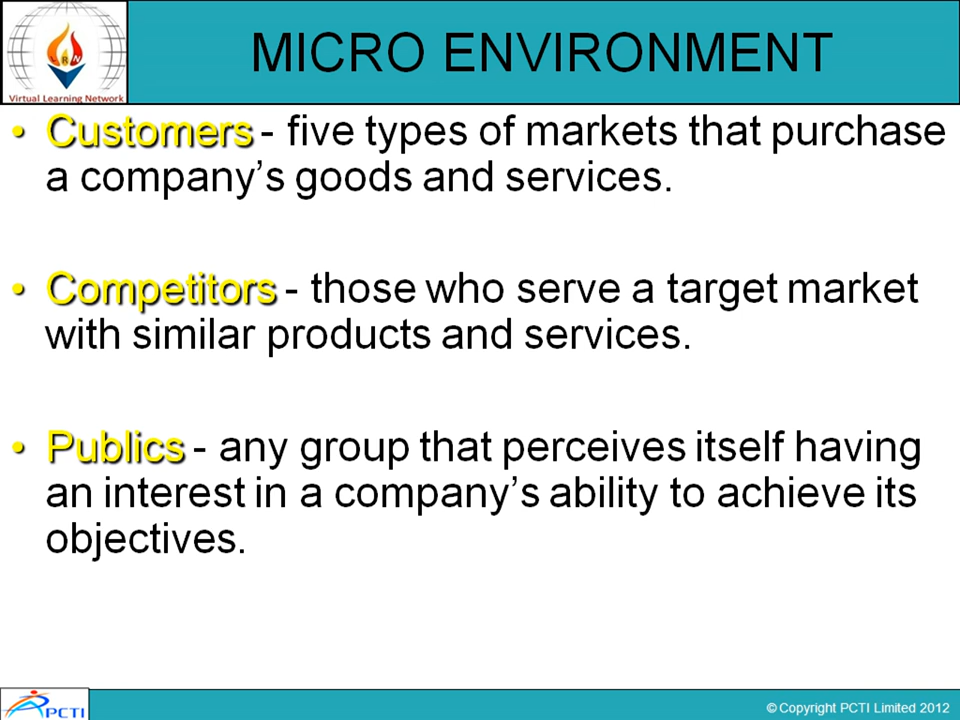 RN
Virtual Learning Network
MICRO ENVIRONMENT
• Customers - five types of markets that purchase
a company’s goods and services.
• Competitors - those who serve a target market
with similar products and services.
• Publics - any group that perceives itself having
an interest in a company’s ability to achieve its
objectives.
PCTI
© Copyright PCTI Limited 2012